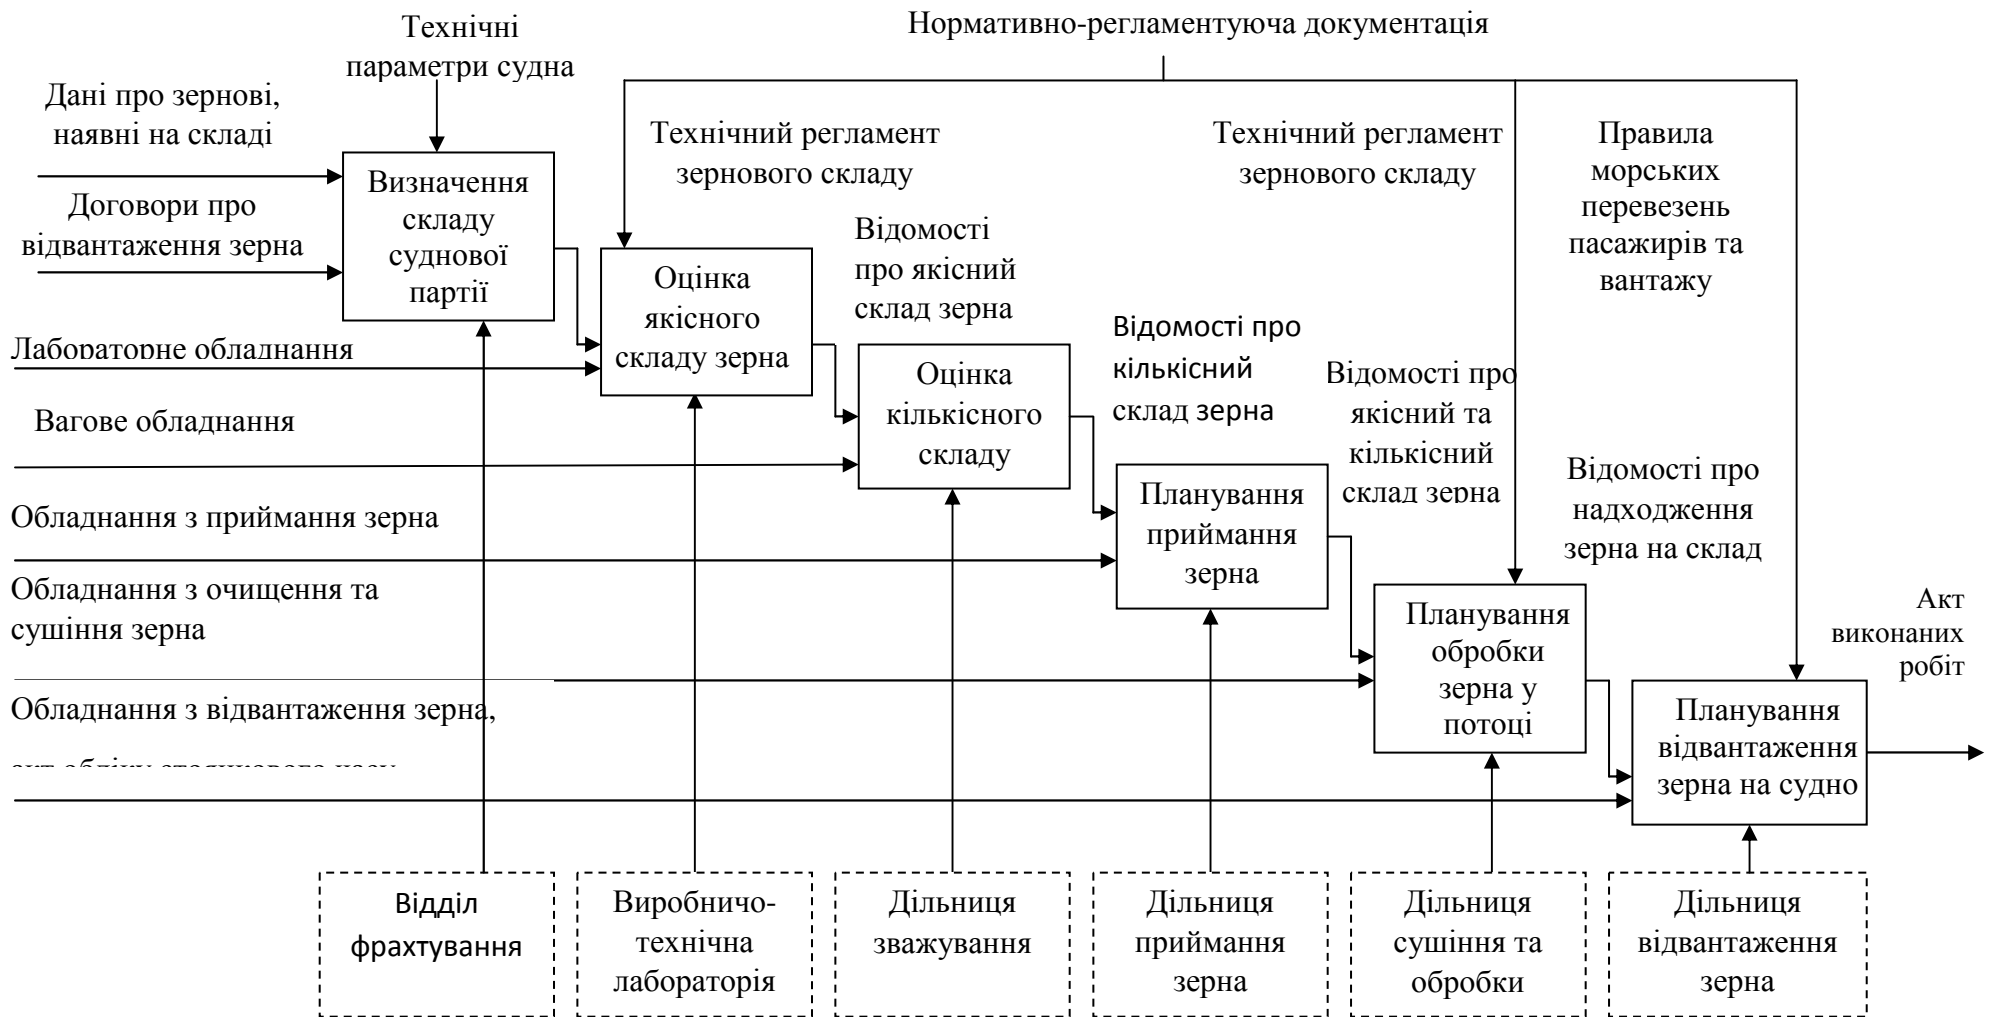 Технічні
параметри судна
Нормативно-регламентуюча документація
Дані про зернові,
наявні на складі
Договори про
відвантаження зерна
Визначення
складу
суднової
партії
Технічний регламент
зернового складу
Технічний регламент
зернового складу
Правила
морських
перевезень
пасажирів та
вантажу
Оцінка
якісного
складу зерна
Відомості
про якісний
склад зерна
Лабораторне обладнання
Вагове обладнання
Оцінка
кількісного
складу
Відомості про
кількісний
склад зерна
Відомості про
якісний та
кількісний
склад зерна
Відомості про
надходження
зерна на склад
Обладнання з приймання зерна
Планування
приймання
зерна
Обладнання з очищення та
сушіння зерна
Планування
обробки
зерна у
потоці
Акт
виконаних
робіт
Обладнання з відвантаження зерна,
акт обліку стоянкового часу
Планування
відвантаження
зерна на судно
Відділ
фрахтування
Виробничо-
технічна
лабораторія
Дільниця
зважування
Дільниця
приймання
зерна
Дільниця
сушіння та
обробки
Дільниця
відвантаження
зерна